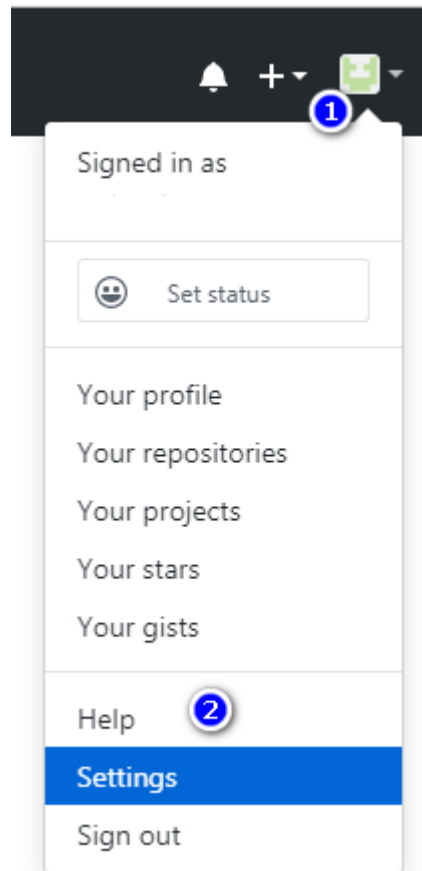 1
Signed in as
Set status
Your profile
Your repositories
Your projects
Your stars
Your gists
Help 2
Settings
Sign out